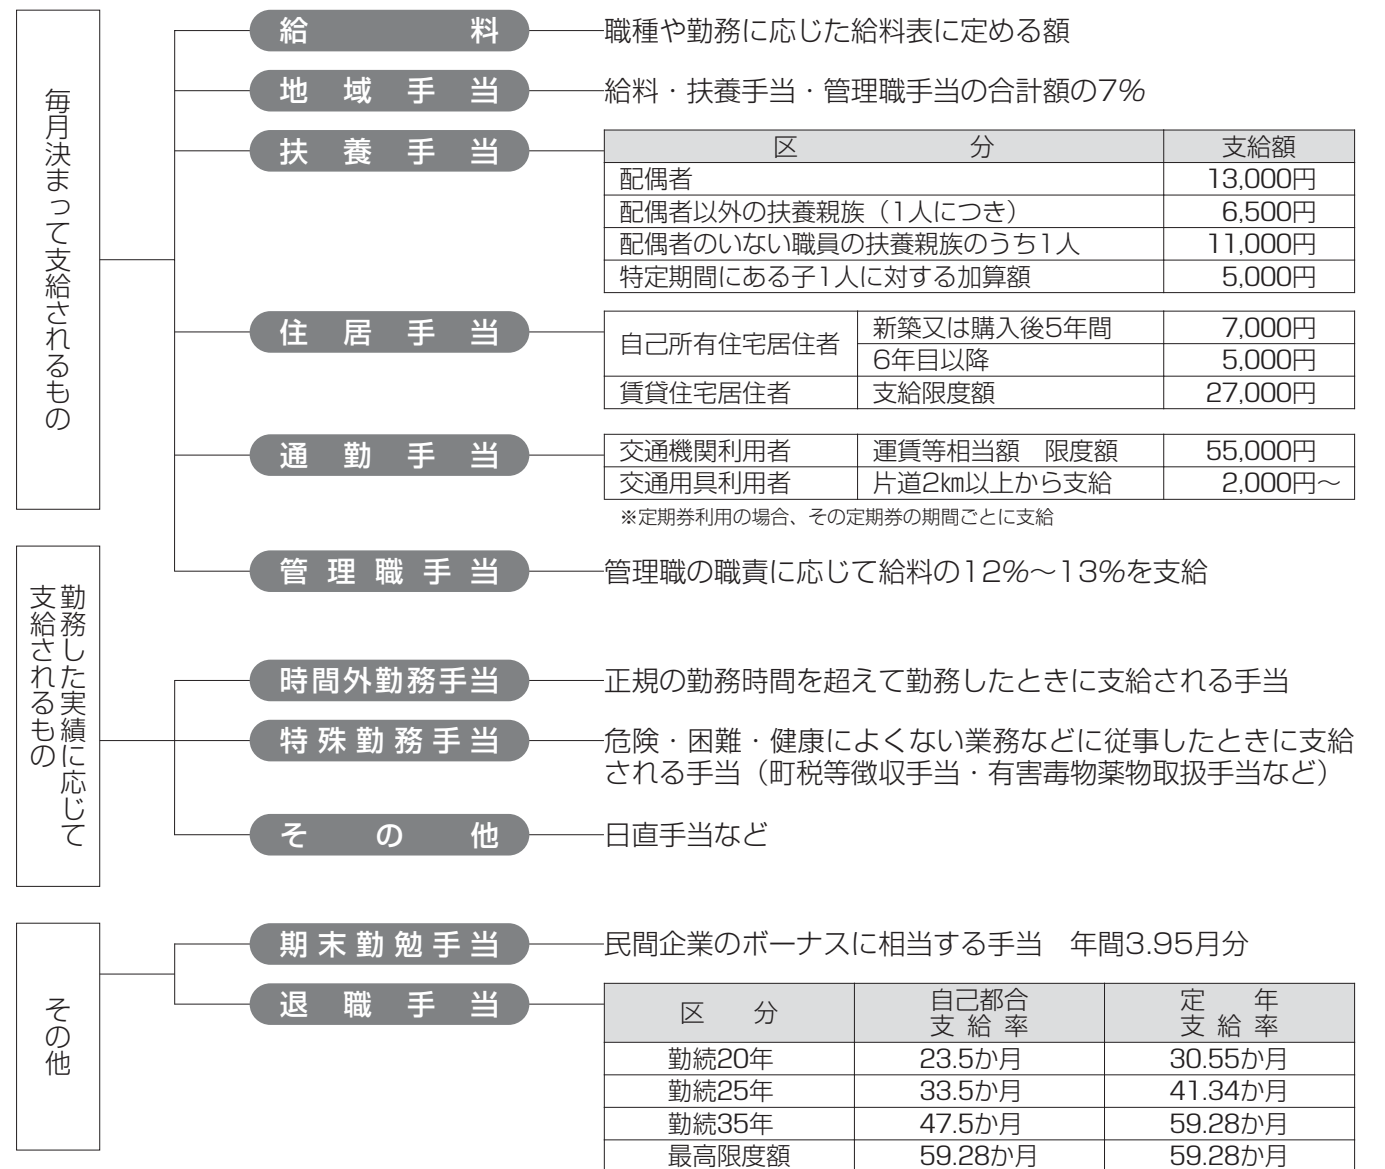 毎月決まって支給されるもの
給料
職種や勤務に応じた給料表に定める額
地域手当
給料・扶養手当・管理職手当の合計額の7%
扶養手当
区分 支給額
配偶者 13,000円
配偶者以外の扶養親族（1人につき） 6,500円
配偶者のいない職員の扶養親族のうち1人 11,000円
特定期間にある子1人に対する加算額 5,000円
住居手当
自己所有住宅居住者 新築又は購入後5年間 7,000円
6年目以降 5,000円
賃貸住宅居住者 支給限度額 27,000円
通勤手当
交通機関利用者 運賃等相当額　限度額 55,000円
交通用具利用者 片道2㎞以上から支給 2,000円～
※定期券利用の場合、その定期券の期間ごとに支給
管理職手当
管理職の職責に応じて給料の12%～13%を支給
勤務した実績に応じて
支給されるもの
時間外勤務手当
正規の勤務時間を超えて勤務したときに支給される手当
特殊勤務手当
危険・困難・健康によくない業務などに従事したときに支給
される手当（町税等徴収手当・有害毒物薬物取扱手当など）
その他
日直手当など
その他
期末勤勉手当
民間企業のボーナスに相当する手当　年間3.95月分
退職手当
区分 自己都合 定年
支給率 支給率
勤続20年 23.5か月 30.55か月
勤続25年 33.5か月 41.34か月
勤続35年 47.5か月 59.28か月
最高限度額 59.28か月 59.28か月